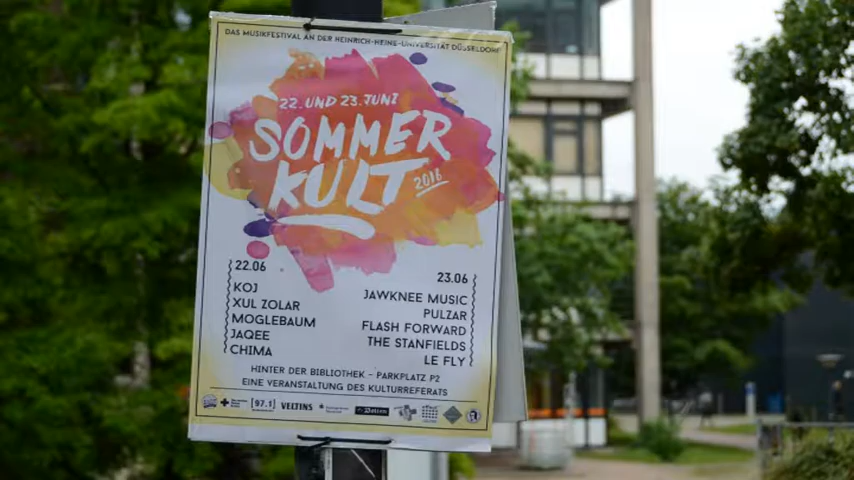 DAS MUSIKFESTIVAL AN DER HEINRICH-HEINE-UNIVERSITÄT DÜSSELDORF
22. UND 23. JUNI
SOMMER
KULT
2016
22.06
KOJ
XUL ZOLAR
MOGLEBAUM
JAQEE
CHIMA
23.06
JAWKNEE MUSIC
PULZAR
FLASH FORWARD
THE STANFIELDS
LE FLY
HINTER DER BIBLIOTHEK – PARKPLATZ P2
EINE VERANSTALTUNG DES KULTURREFERATS
[97.1] VELTINS